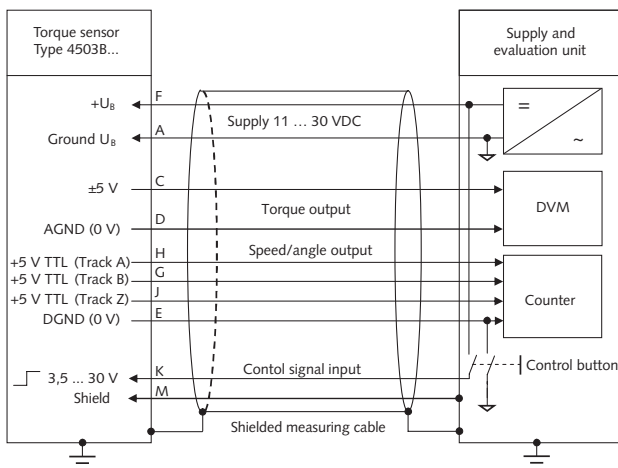 Torque sensor
Type 4503B...
Supply and
evaluation unit
+UB
F
Supply 11 ... 30 VDC
=
~
Ground UB
A
±5 V
C
Torque output
DVM
AGND (0 V)
D
Speed/angle output
+5 V TTL (Track A)
H
+5 V TTL (Track B)
G
+5 V TTL (Track Z)
J
Counter
DGND (0 V)
E
Control button
3,5 ... 30 V
K
Contol signal input
Shield
M
Shielded measuring cable